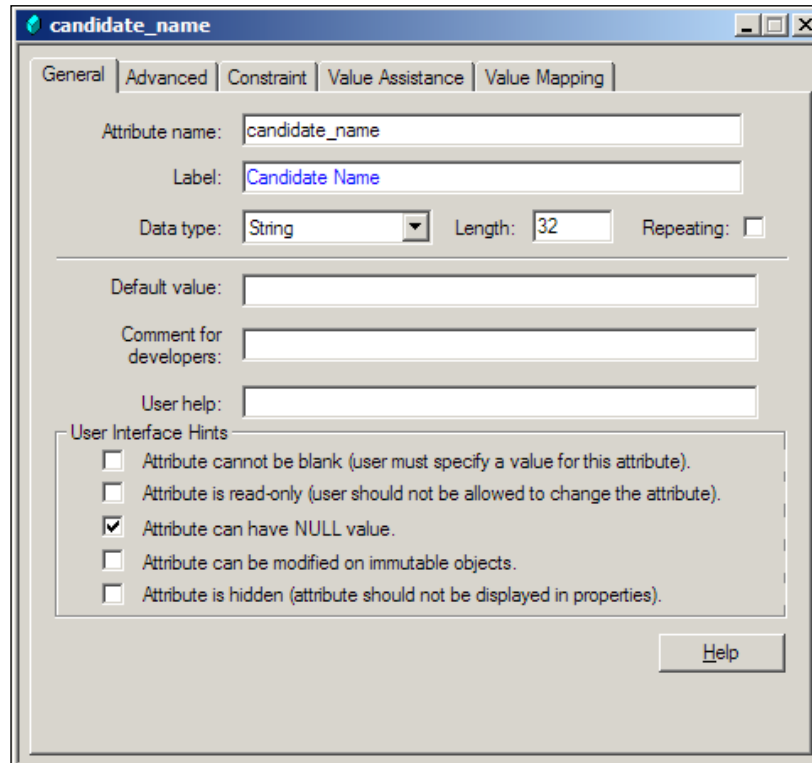 candidate_name
General Advanced Constraint Value Assistance Value Mapping
Attribute name: candidate_name
Label: Candidate Name
Data type: String Length: 32 Repeating:
Default value:
Comment for
developers:
User help:
User Interface Hints
Attribute cannot be blank (user must specify a value for this attribute).
Attribute is read-only (user should not be allowed to change the attribute).
Attribute can have NULL value.
Attribute can be modified on immutable objects.
Attribute is hidden (attribute should not be displayed in properties).
Help